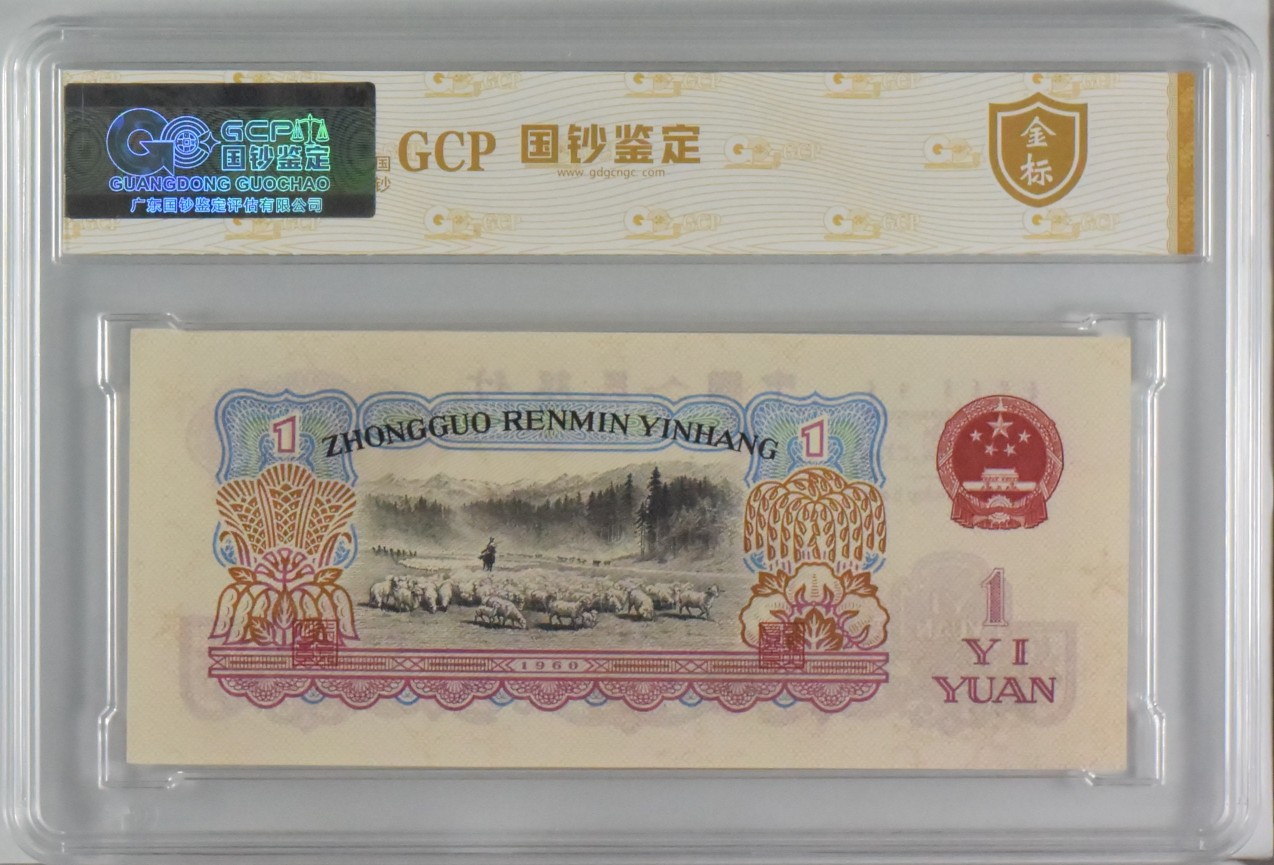 GCP
国钞鉴定
GUANGDONG GUOCHAO
广东国钞鉴定评估有限公司
国
钞
GCP 国钞鉴定
www.gdgcngc.com
金
标
1
ZHONGGUO RENMIN YINHANG
1
1960
1
YI
YUAN